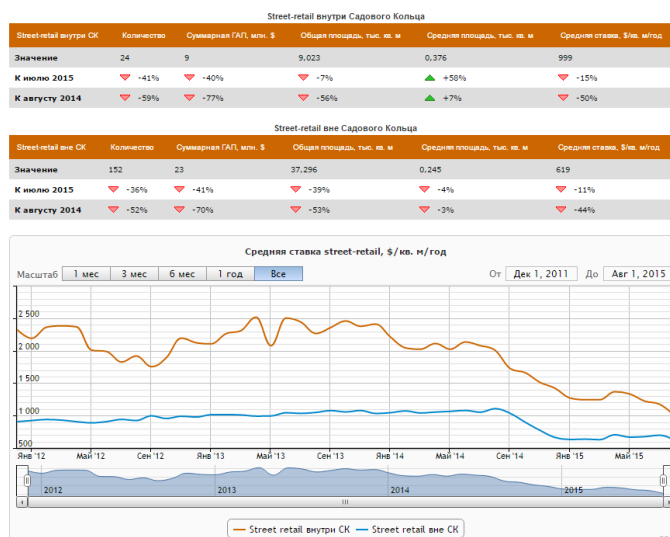 Street-retail внутри Садового Кольца
Street-retail внутри СК Количество Суммарная ГАП, млн. $ Общая площадь, тыс. кв. м Средняя площадь, тыс. кв. м Средняя ставка, $/кв. м/год
Значение 24 9 9,023 0,376 999
К июлю 2015 -41% -40% -7% +58% -15%
К августу 2014 -59% -77% -56% +7% -50%
Street-retail вне Садового Кольца
Street-retail вне СК Количество Суммарная ГАП, млн. $ Общая площадь, тыс. кв. м Средняя площадь, тыс. кв. м Средняя ставка, $/кв. м/год
Значение 152 23 37,296 0,245 619
К июлю 2015 -36% -41% -39% -4% -11%
К августу 2014 -52% -70% -53% -3% -44%
Средняя ставка street-retail, $/кв. м/год
Масштаб 1 мес 3 мес 6 мес 1 год Все От Дек 1, 2011 До Авг 1, 2015
2 500
2 000
1 500
1 000
500
Янв '12 Май '12 Сен '12 Янв '13 Май '13 Сен '13 Янв '14 Май '14 Сен '14 Янв '15 Май '15
2012 2013 2014 2015
Street retail внутри СК Street retail вне СК